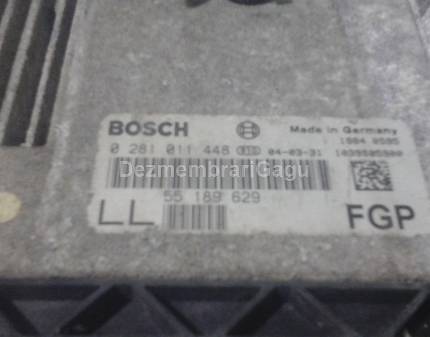 BOSCH
Made in Germany
0 281 011 448
04-03-31
DezmembrariGagu
55 189 629
LL
FGP